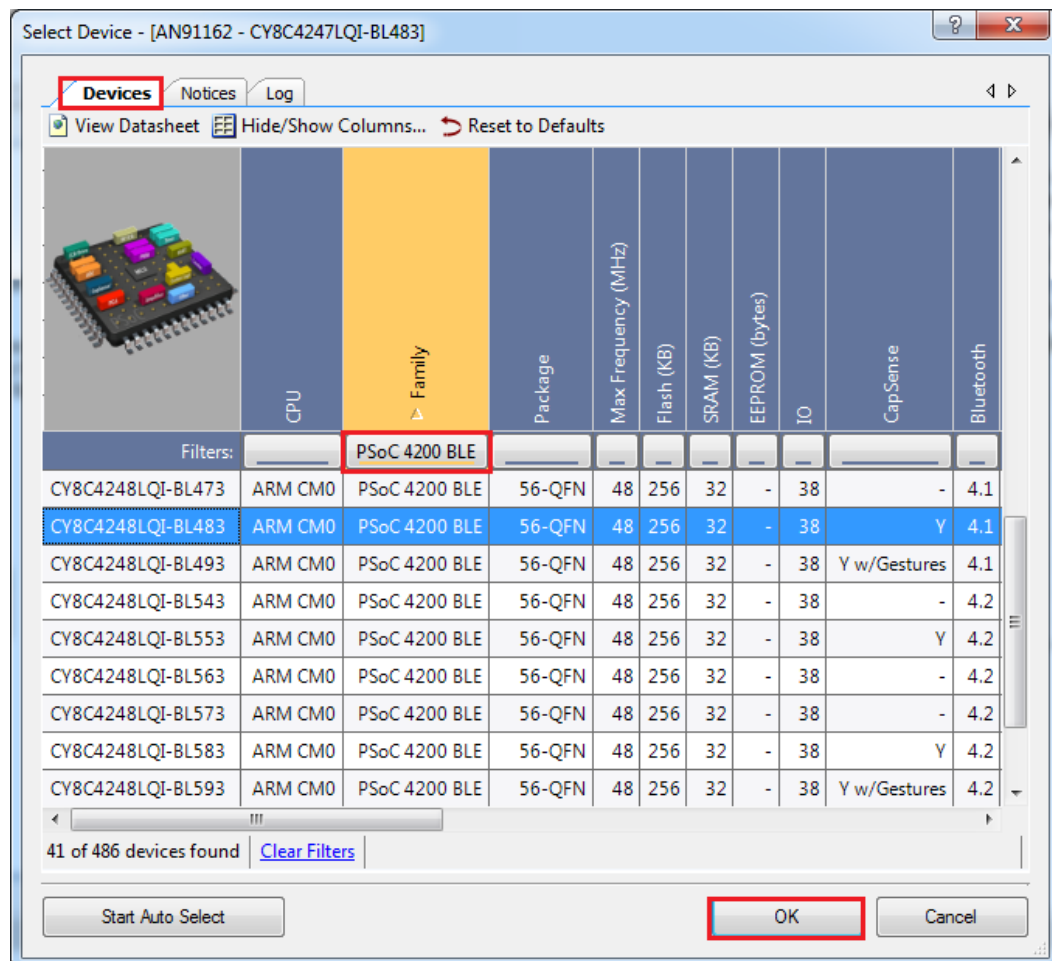 Select Device - [AN91162 - CY8C4247LQI-BL483]
Devices Notices Log
View Datasheet Hide/Show Columns... Reset to Defaults
CPU Family Package Max Frequency (MHz) Flash (KB) SRAM (KB) EEPROM (bytes) IO CapSense Bluetooth
Filters: PSoC 4200 BLE
CY8C4248LQI-BL473 ARM CM0 PSoC 4200 BLE 56-QFN 48 256 32 - 38 - 4.1
CY8C4248LQI-BL483 ARM CM0 PSoC 4200 BLE 56-QFN 48 256 32 - 38 Y 4.1
CY8C4248LQI-BL493 ARM CM0 PSoC 4200 BLE 56-QFN 48 256 32 - 38 Y w/Gestures 4.1
CY8C4248LQI-BL543 ARM CM0 PSoC 4200 BLE 56-QFN 48 256 32 - 38 - 4.2
CY8C4248LQI-BL553 ARM CM0 PSoC 4200 BLE 56-QFN 48 256 32 - 38 Y 4.2
CY8C4248LQI-BL563 ARM CM0 PSoC 4200 BLE 56-QFN 48 256 32 - 38 - 4.2
CY8C4248LQI-BL573 ARM CM0 PSoC 4200 BLE 56-QFN 48 256 32 - 38 - 4.2
CY8C4248LQI-BL583 ARM CM0 PSoC 4200 BLE 56-QFN 48 256 32 - 38 Y 4.2
CY8C4248LQI-BL593 ARM CM0 PSoC 4200 BLE 56-QFN 48 256 32 - 38 Y w/Gestures 4.2
41 of 486 devices found Clear Filters
Start Auto Select OK Cancel